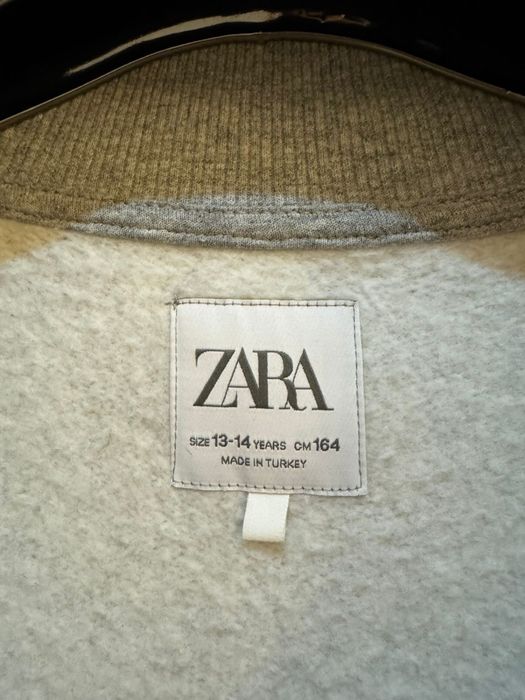 ZARA
SIZE 13-14 YEARS CM 164
MADE IN TURKEY